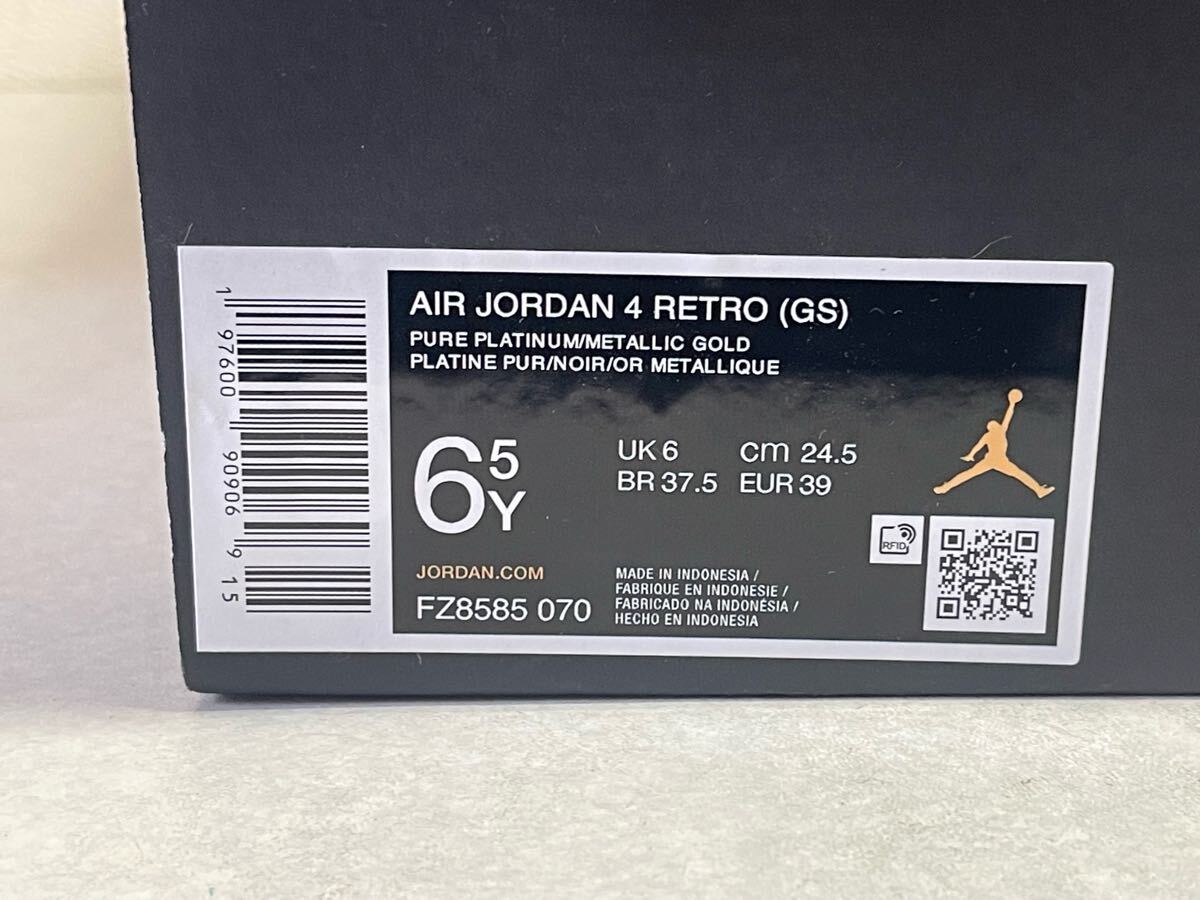 AIR JORDAN 4 RETRO (GS)
PURE PLATINUM/METALLIC GOLD
PLATINE PUR/NOIR/OR METALLIQUE
6 5 Y
UK 6 cm 24.5
BR 37.5 EUR 39
JORDAN.COM
FZ8585 070
MADE IN INDONESIA /
FABRIQUE EN INDONESIE /
FABRICADO NA INDONÉSIA /
HECHO EN INDONESIA
RFID
1 97600 90906 9 15